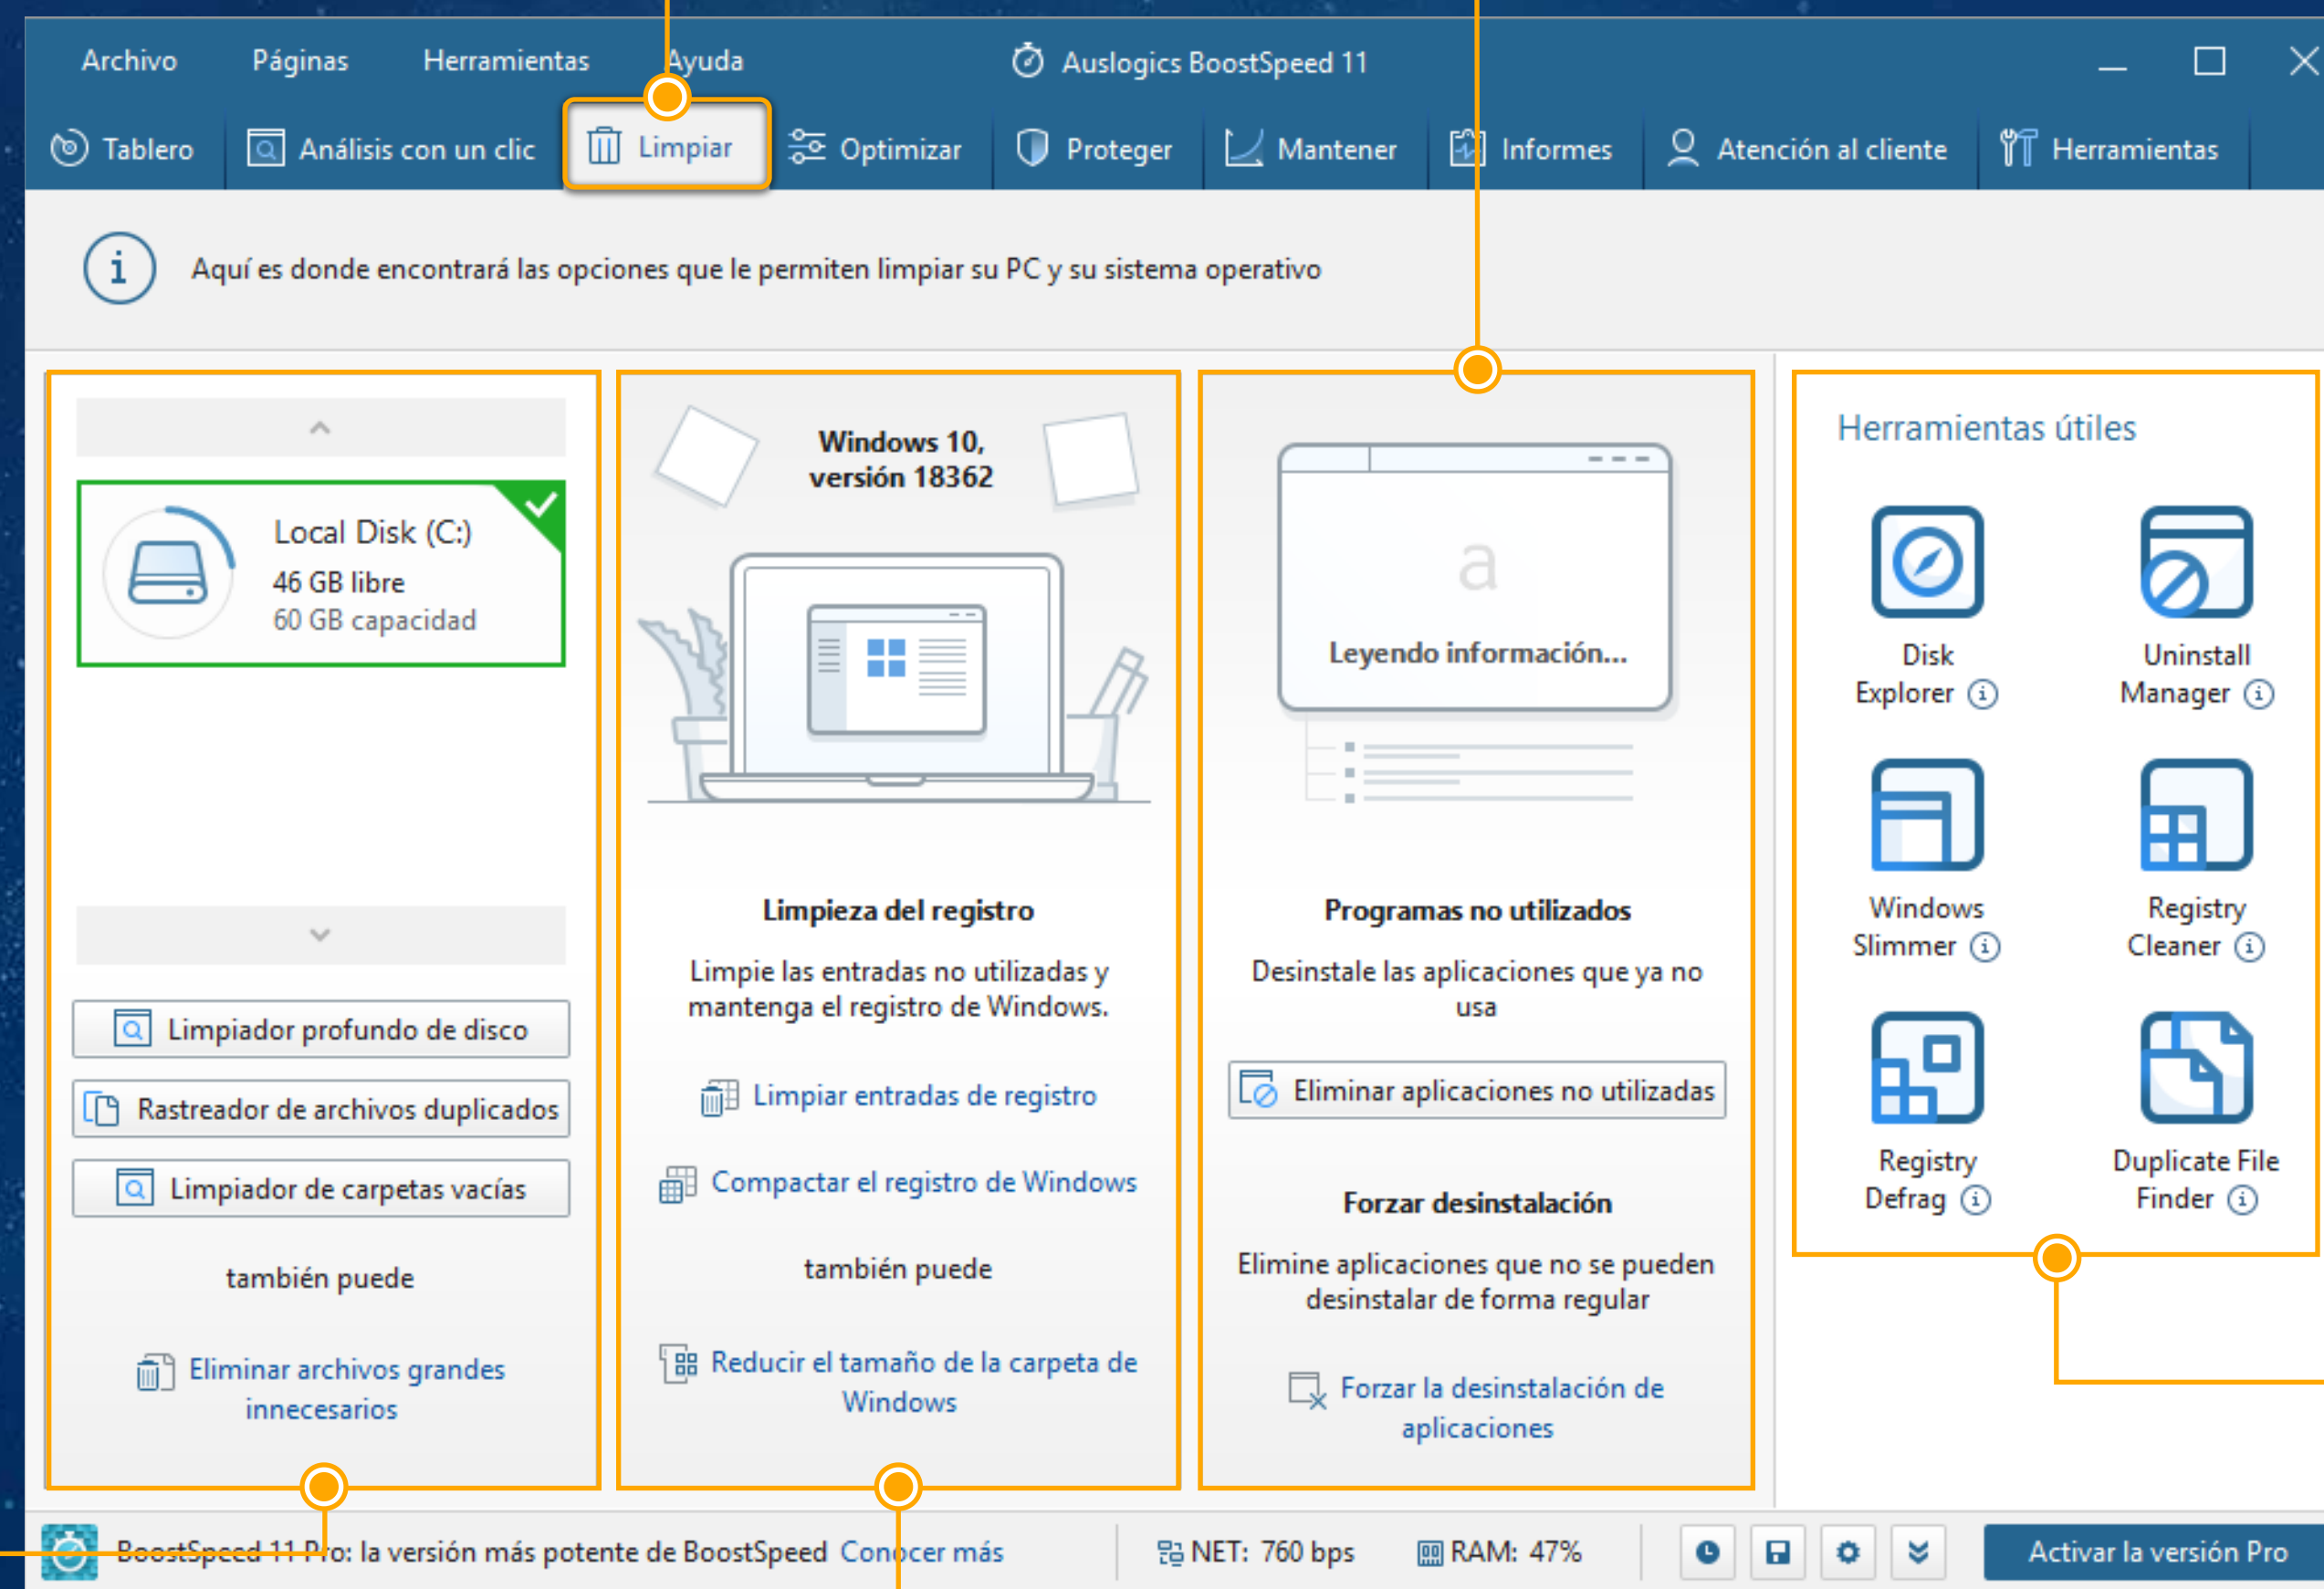 Archivo Páginas Herramientas Ayuda Auslogics BoostSpeed 11
Tablero Análisis con un clic Limpiar Optimizar Proteger Mantener Informes Atención al cliente Herramientas
Aquí es donde encontrará las opciones que le permiten limpiar su PC y su sistema operativo
Local Disk (C:)
46 GB libre
60 GB capacidad
Limpiador profundo de disco
Rastreador de archivos duplicados
Limpiador de carpetas vacías
también puede
Eliminar archivos grandes
innecesarios
Windows 10,
versión 18362
Limpieza del registro
Limpie las entradas no utilizadas y
mantenga el registro de Windows.
Limpiar entradas de registro
Compactar el registro de Windows
también puede
Reducir el tamaño de la carpeta de
Windows
a
Leyendo información...
Programas no utilizados
Desinstale las aplicaciones que ya no
usa
Eliminar aplicaciones no utilizadas
Forzar desinstalación
Elimine aplicaciones que no se pueden
desinstalar de forma regular
Forzar la desinstalación de
aplicaciones
Herramientas útiles
Disk
Explorer
Uninstall
Manager
Windows
Slimmer
Registry
Cleaner
Registry
Defrag
Duplicate File
Finder
BoostSpeed 11 Pro: la versión más potente de BoostSpeed Conocer más NET: 760 bps RAM: 47% Activar la versión Pro